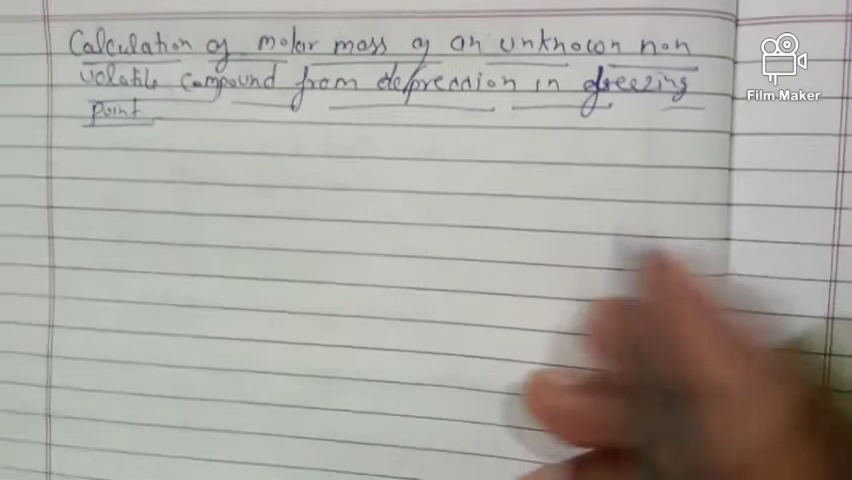 Calculation of molar mass of an unknown non
volatile compound from depression in freezing
point
Film Maker